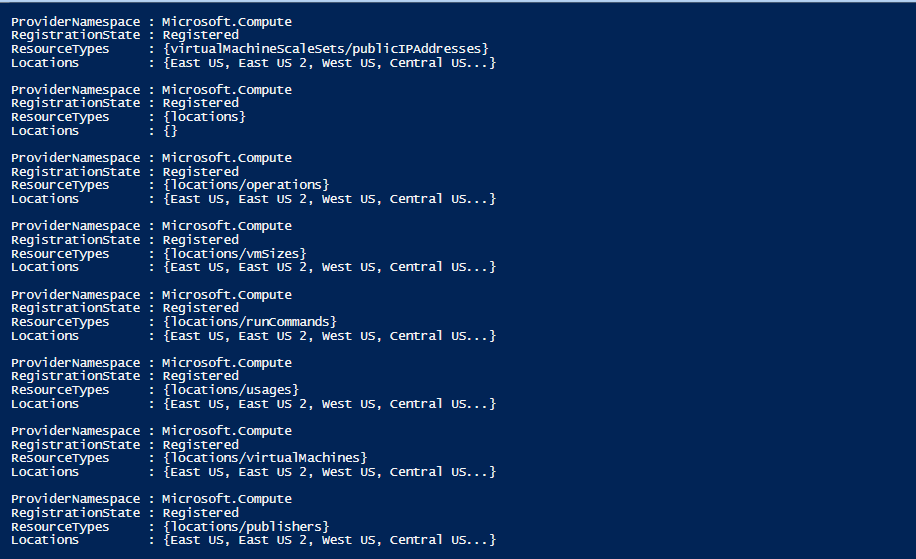 ProviderNamespace : Microsoft.Compute
RegistrationState : Registered
ResourceTypes     : {virtualMachineScaleSets/publicIPAddresses}
Locations         : {East US, East US 2, West US, Central US...}

ProviderNamespace : Microsoft.Compute
RegistrationState : Registered
ResourceTypes     : {locations}
Locations         : {}

ProviderNamespace : Microsoft.Compute
RegistrationState : Registered
ResourceTypes     : {locations/operations}
Locations         : {East US, East US 2, West US, Central US...}

ProviderNamespace : Microsoft.Compute
RegistrationState : Registered
ResourceTypes     : {locations/vmSizes}
Locations         : {East US, East US 2, West US, Central US...}

ProviderNamespace : Microsoft.Compute
RegistrationState : Registered
ResourceTypes     : {locations/runCommands}
Locations         : {East US, East US 2, West US, Central US...}

ProviderNamespace : Microsoft.Compute
RegistrationState : Registered
ResourceTypes     : {locations/usages}
Locations         : {East US, East US 2, West US, Central US...}

ProviderNamespace : Microsoft.Compute
RegistrationState : Registered
ResourceTypes     : {locations/virtualMachines}
Locations         : {East US, East US 2, West US, Central US...}

ProviderNamespace : Microsoft.Compute
RegistrationState : Registered
ResourceTypes     : {locations/publishers}
Locations         : {East US, East US 2, West US, Central US...}